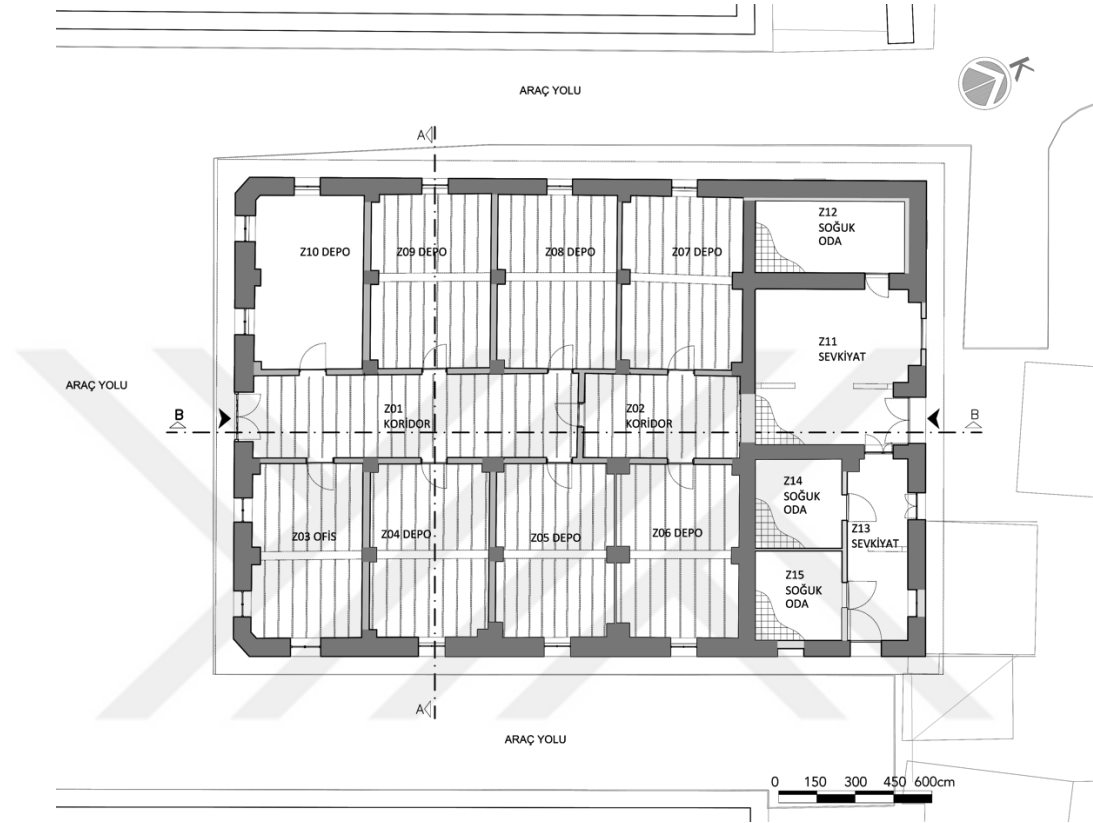 ARAÇ YOLU
K
A
Z12
SOĞUK
ODA
Z10 DEPO
Z09 DEPO
Z08 DEPO
Z07 DEPO
Z11
SEVKİYAT
ARAÇ YOLU
B
Z01
KORİDOR
Z02
KORİDOR
B
Z14
SOĞUK
ODA
Z13
SEVKİYAT
Z03 OFİS
Z04 DEPO
Z05 DEPO
Z06 DEPO
Z15
SOĞUK
ODA
A
ARAÇ YOLU
0 150 300 450 600cm